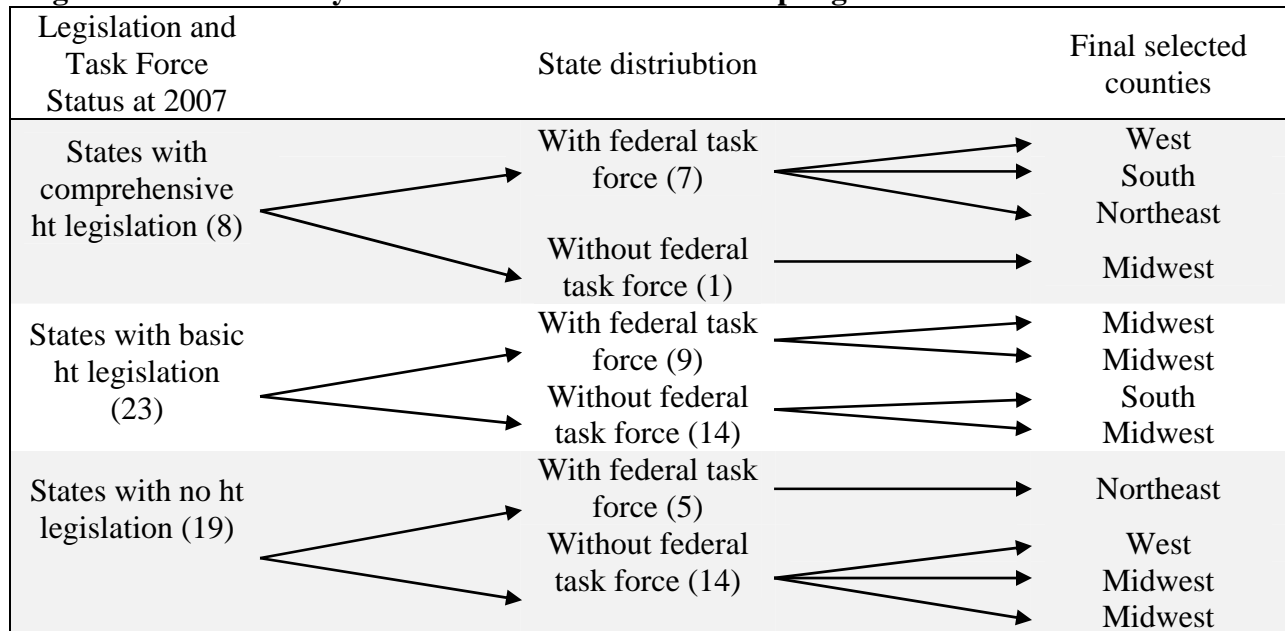 Legislation and
Task Force
Status at 2007
State distriubtion
Final selected
counties
States with
comprehensive
ht legislation (8)
With federal task
force (7)
West
South
Northeast
Without federal
task force (1)
Midwest
States with basic
ht legislation
(23)
With federal task
force (9)
Midwest
Midwest
Without federal
task force (14)
South
Midwest
States with no ht
legislation (19)
With federal task
force (5)
Northeast
Without federal
task force (14)
West
Midwest
Midwest